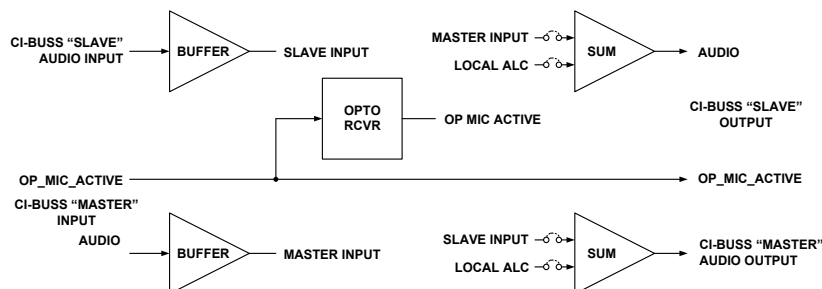 CI-BUSS “SLAVE”
AUDIO INPUT
BUFFER
SLAVE INPUT
MASTER INPUT
LOCAL ALC
SUM
AUDIO
OPTO
RCVR
OP MIC ACTIVE
CI-BUSS “SLAVE”
OUTPUT
OP_MIC_ACTIVE
OP_MIC_ACTIVE
CI-BUSS “MASTER”
INPUT
AUDIO
BUFFER
MASTER INPUT
SLAVE INPUT
LOCAL ALC
SUM
CI-BUSS “MASTER”
AUDIO OUTPUT